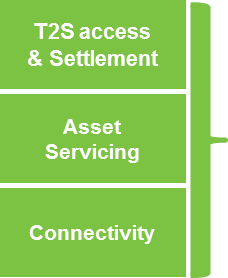 T2S access
& Settlement
Asset
Servicing
Connectivity